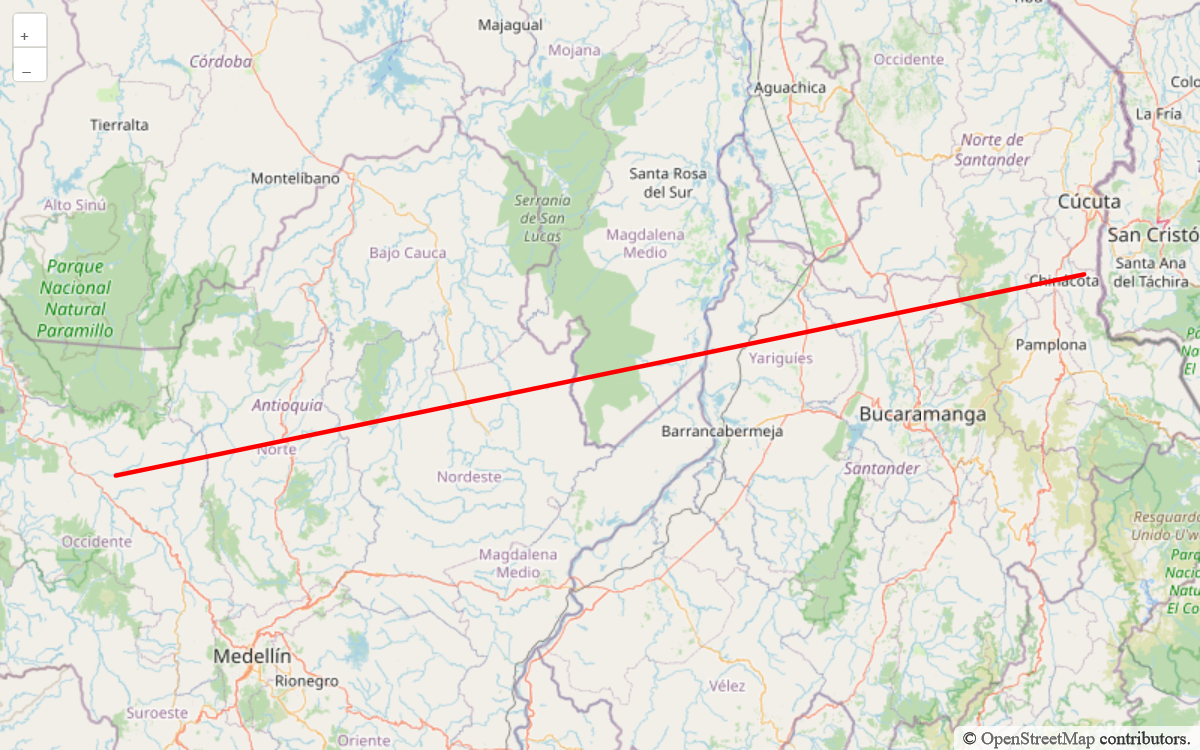 +
–
Majagual
Mojana
Córdoba
Occidente
Aguachica
Colo
La Fría
Tierralta
Norte de
Santander
Montelíbano
Santa Rosa
del Sur
Alto Sinú
Serranía
de San
Lucas
Cúcuta
San Cristó
Magdalena
Medio
Bajo Cauca
Parque
Nacional
Natural
Paramillo
Santa Ana
del Táchira
Chinácota
Pamplona
Yariguíes
Antioquia
Norte
Bucaramanga
Barrancabermeja
Santander
Nordeste
Occidente
Resguardo
Unido U'w
Magdalena
Medio
Medellín
Rionegro
Vélez
Suroeste
Oriente
© OpenStreetMap contributors.